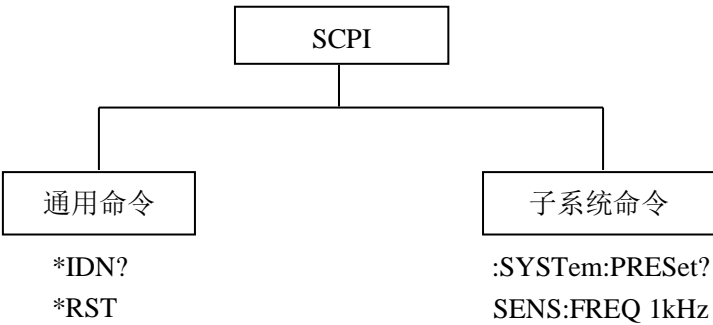 SCPI
通用命令
子系统命令
*IDN?
:SYSTem:PRESet?
*RST
SENS:FREQ 1kHz